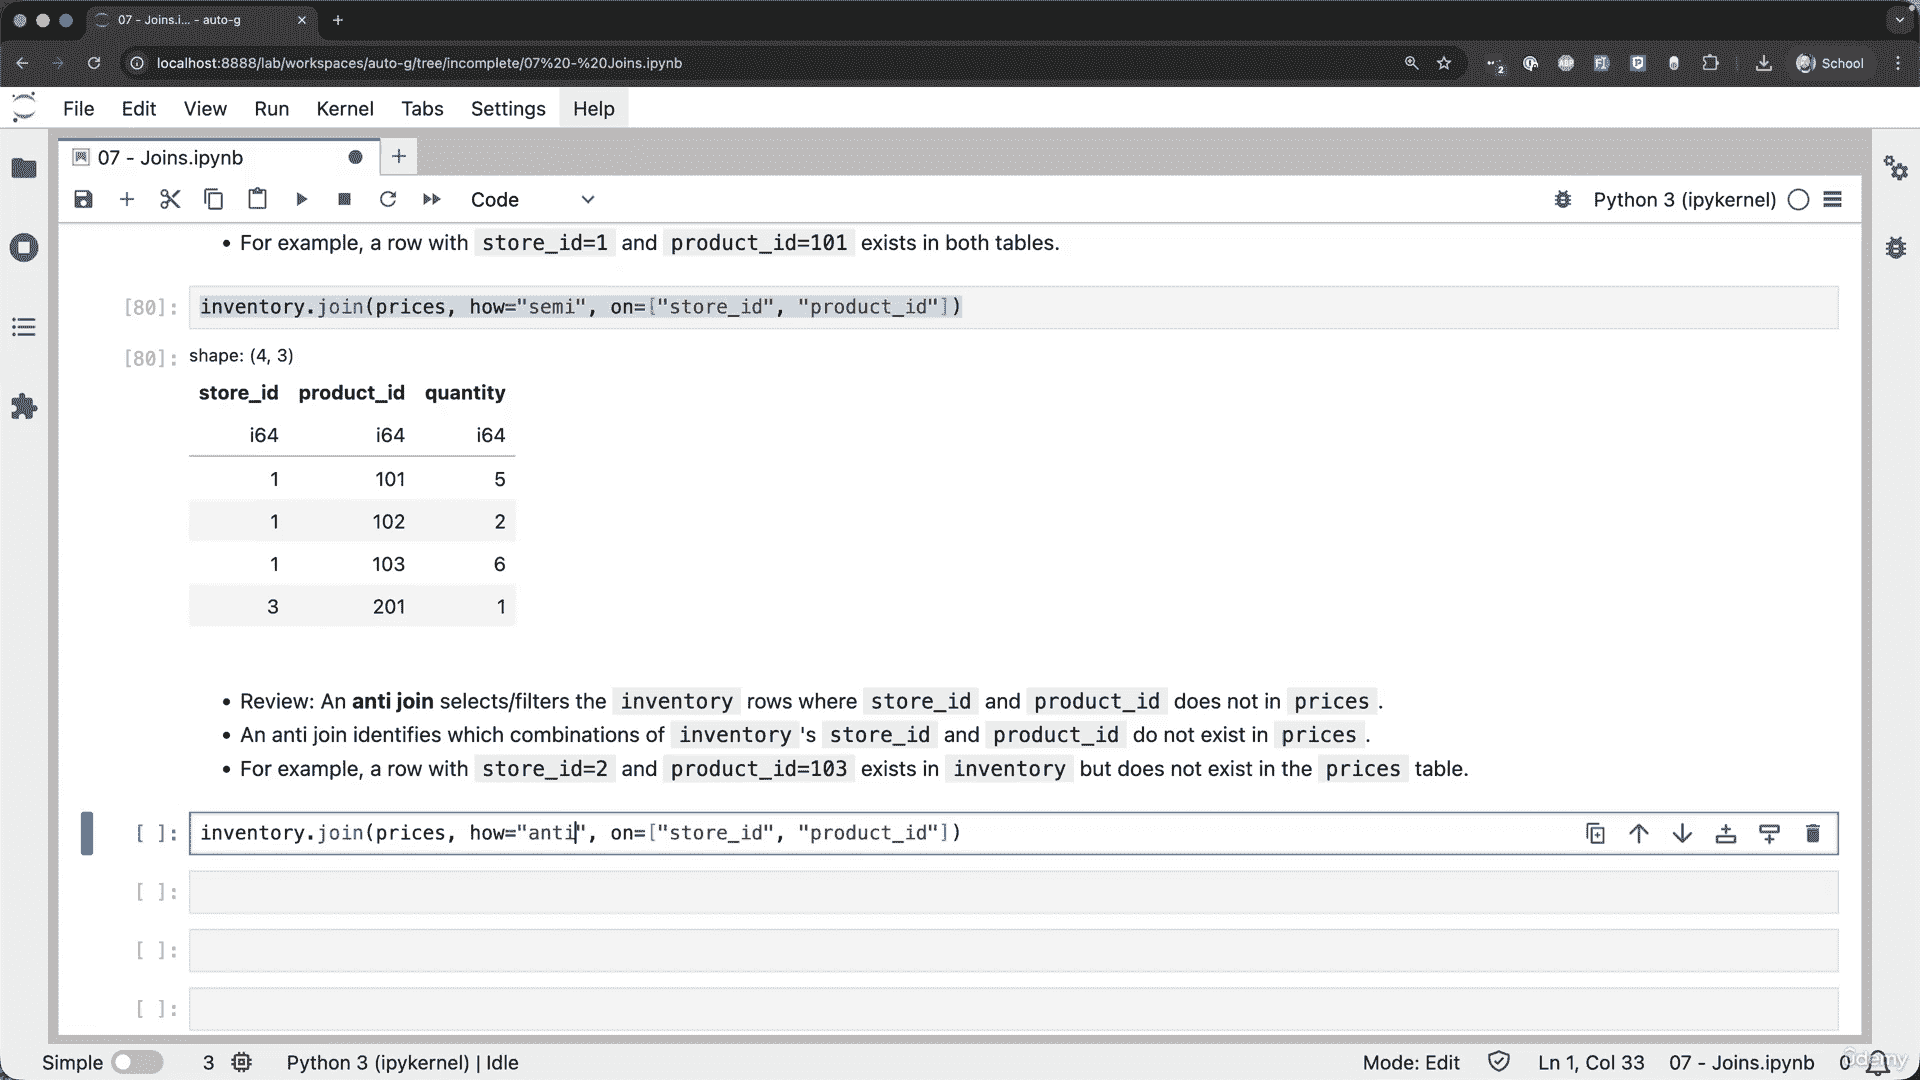 07 - Joins.i... - auto-g
localhost:8888/lab/workspaces/auto-g/tree/incomplete/07%20-%20Joins.ipynb
2
ABP
School
File Edit View Run Kernel Tabs Settings Help
07 - Joins.ipynb
Code
Python 3 (ipykernel)
• For example, a row with store_id=1 and product_id=101 exists in both tables.
[80]: inventory.join(prices, how="semi", on=["store_id", "product_id"])
[80]: shape: (4, 3)
store_id product_id quantity
i64 i64 i64
1 101 5
1 102 2
1 103 6
3 201 1
• Review: An anti join selects/filters the inventory rows where store_id and product_id does not in prices .
• An anti join identifies which combinations of inventory 's store_id and product_id do not exist in prices .
• For example, a row with store_id=2 and product_id=103 exists in inventory but does not exist in the prices table.
[ ]: inventory.join(prices, how="anti", on=["store_id", "product_id"])
[ ]:
[ ]:
[ ]:
Simple 3 Python 3 (ipykernel) | Idle Mode: Edit Ln 1, Col 33 07 - Joins.ipynb 0
udemy